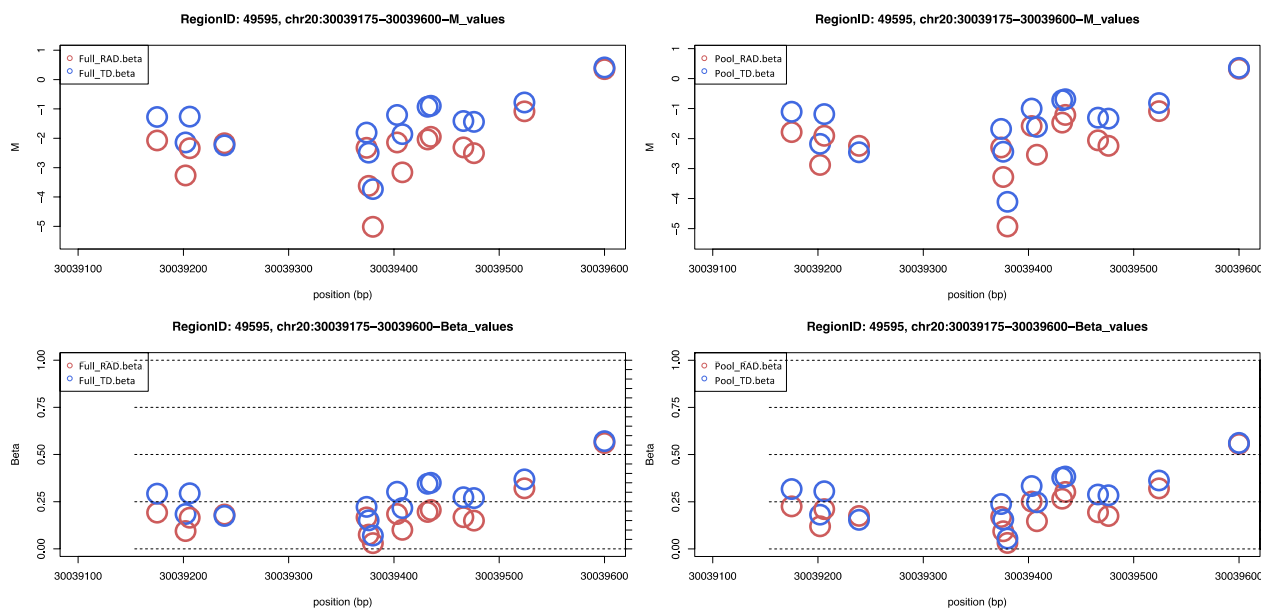 RegionID: 49595, chr20:30039175−30039600−M_values
Full_RAD.beta
Full_TD.beta
1
0
−1
−2
−3
−4
−5
M
30039100 30039200 30039300 30039400 30039500 30039600
position (bp)
RegionID: 49595, chr20:30039175−30039600−M_values
Pool_RAD.beta
Pool_TD.beta
1
0
−1
−2
−3
−4
−5
M
30039100 30039200 30039300 30039400 30039500 30039600
position (bp)
RegionID: 49595, chr20:30039175−30039600−Beta_values
Full_RAD.beta
Full_TD.beta
1.00
0.75
0.50
0.25
0.00
Beta
30039100 30039200 30039300 30039400 30039500 30039600
position (bp)
RegionID: 49595, chr20:30039175−30039600−Beta_values
Pool_RAD.beta
Pool_TD.beta
1.00
0.75
0.50
0.25
0.00
Beta
30039100 30039200 30039300 30039400 30039500 30039600
position (bp)